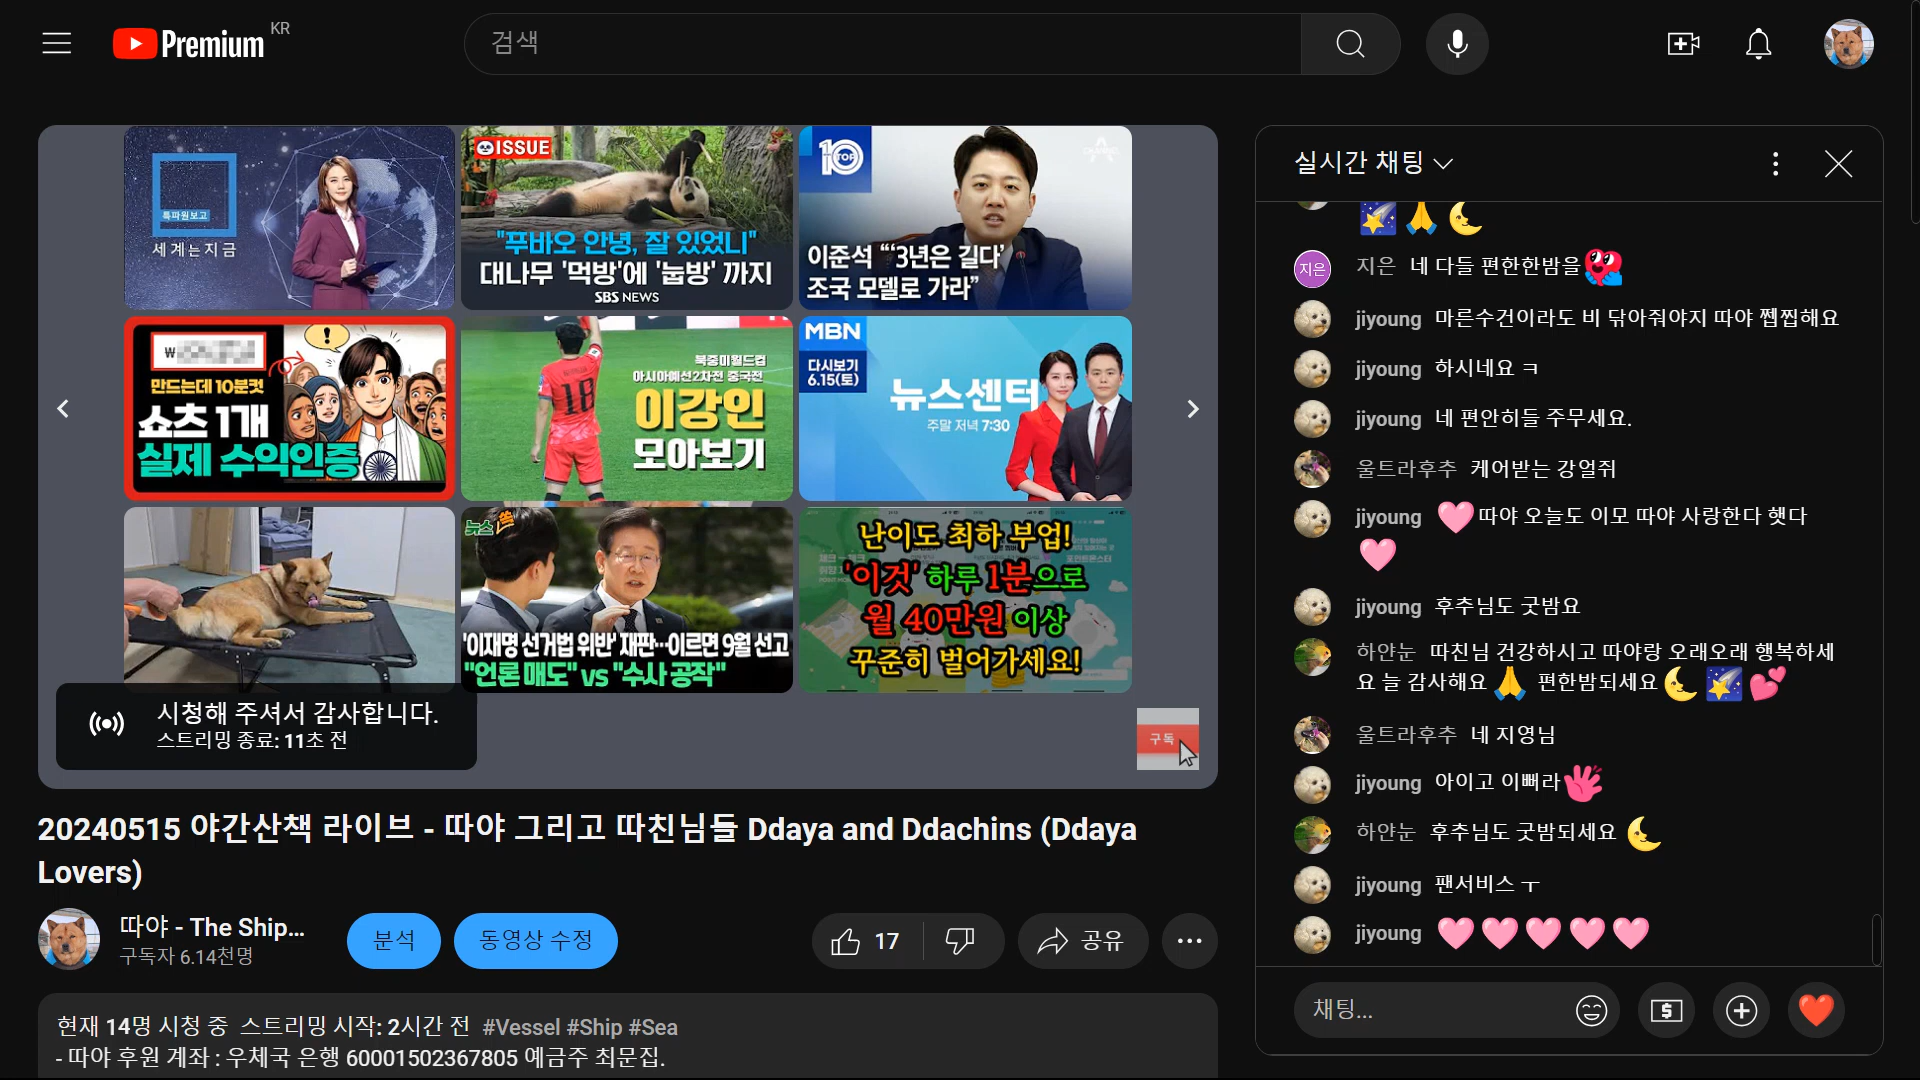 Premium KR
검색
특파원보고
세계는지금
ISSUE
"푸바오 안녕, 잘 있었니"
대나무 '먹방'에 '눕방' 까지
SBS NEWS
TOP 10
이준석 “‘3년은 길다’
조국 모델로 가라”
₩
만드는데 10분컷
쇼츠 1개
실제 수익인증
18
북중미월드컵
아시아예선2차전 중국전
이강인
모아보기
MBN
다시보기
6.15(토)
뉴스센터
주말 저녁 7:30
뉴스쏙
'이재명 선거법 위반' 재판…이르면 9월 선고
"언론 매도" vs "수사 공작"
난이도 최하 부업!
'이것' 하루 1분으로
월 40만원 이상
꾸준히 벌어가세요!
시청해 주셔서 감사합니다.
스트리밍 종료: 11초 전
구독
20240515 야간산책 라이브 - 따야 그리고 따친님들 Ddaya and Ddachins (Ddaya
Lovers)
따야 - The Ship...
구독자 6.14천명
분석
동영상 수정
17
공유
현재 14명 시청 중 스트리밍 시작: 2시간 전 #Vessel #Ship #Sea
- 따야 후원 계좌 : 우체국 은행 60001502367805 예금주 최문집.
실시간 채팅
🌠🙏🌜
지은 지은 네 다들 편한한밤을
jiyoung 마른수건이라도 비 닦아줘야지 따야 찝찝해요
jiyoung 하시네요 ㅋ
jiyoung 네 편안히들 주무세요.
울트라후추 케어받는 강얼쥐
jiyoung 🩷따야 오늘도 이모 따야 사랑한다 햇다
🩷
jiyoung 후추님도 굿밤요
하얀눈 따친님 건강하시고 따야랑 오래오래 행복하세
요 늘 감사해요🙏 편한밤되세요🌜🌠💕
울트라후추 네 지영님
jiyoung 아이고 이뻐라
하얀눈 후추님도 굿밤되세요 🌜
jiyoung 팬서비스 ㅜ
jiyoung 🩷🩷🩷🩷🩷
채팅...